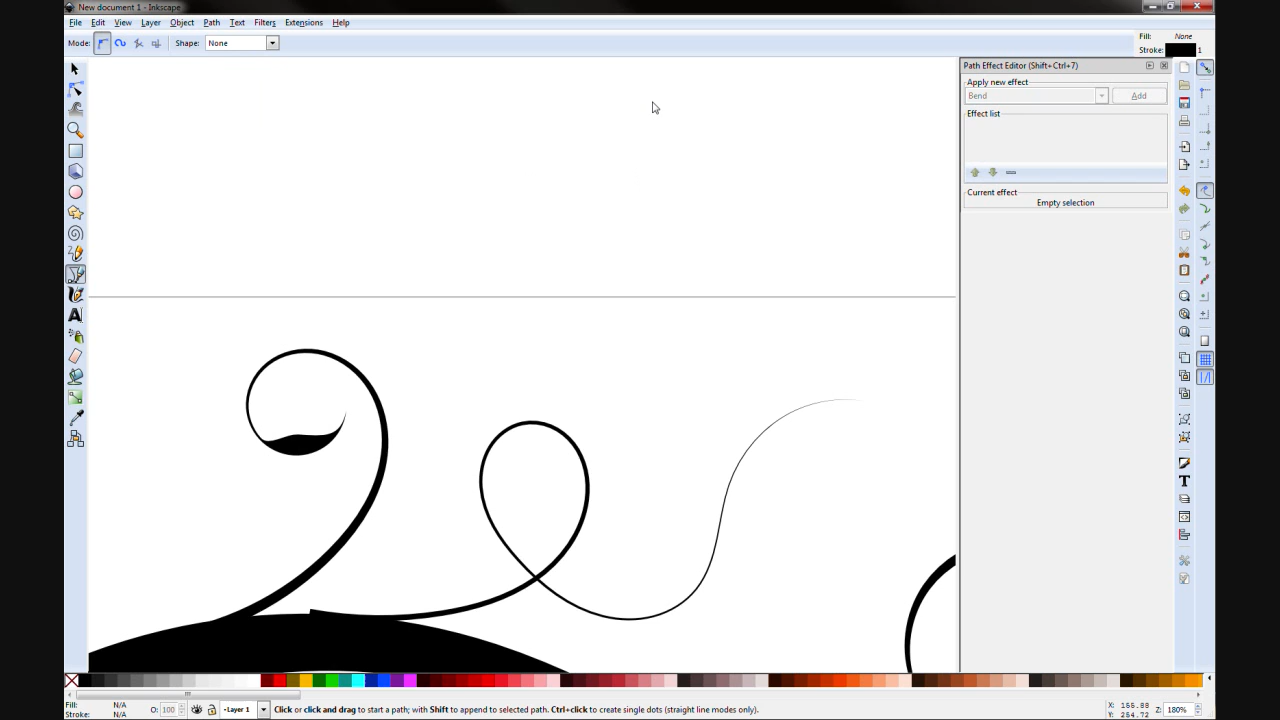 New document 1 - Inkscape
File Edit View Layer Object Path Text Filters Extensions Help
Mode: Shape: None
Fill: None
Stroke: 1
Path Effect Editor (Shift+Ctrl+7)
Apply new effect
Bend Add
Effect list
Current effect
Empty selection
Fill: N/A
Stroke: N/A
O: 100
Layer 1
Click or click and drag to start a path; with Shift to append to selected path. Ctrl+click to create single dots (straight line modes only).
X: 155.88
Y: 254.72
Z: 180%